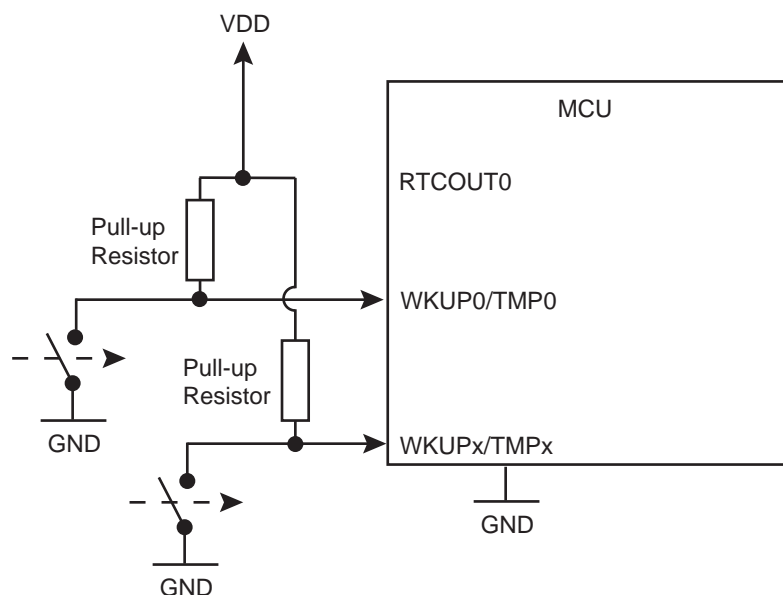 VDD
MCU
RTCOUT0
Pull-up
Resistor
WKUP0/TMP0
Pull-up
Resistor
GND
WKUPx/TMPx
GND
GND